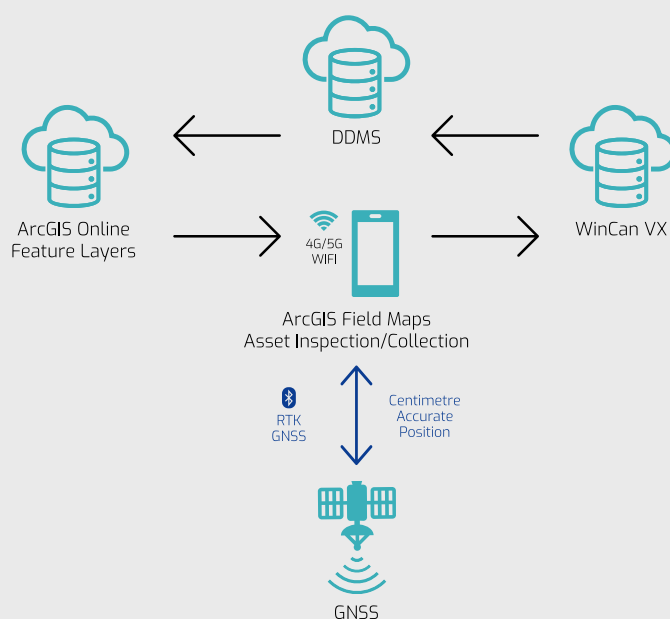 DDMS
ArcGIS Online
Feature Layers
4G/5G
WIFI
WinCan VX
ArcGIS Field Maps
Asset Inspection/Collection
RTK
GNSS
Centimetre
Accurate
Position
GNSS